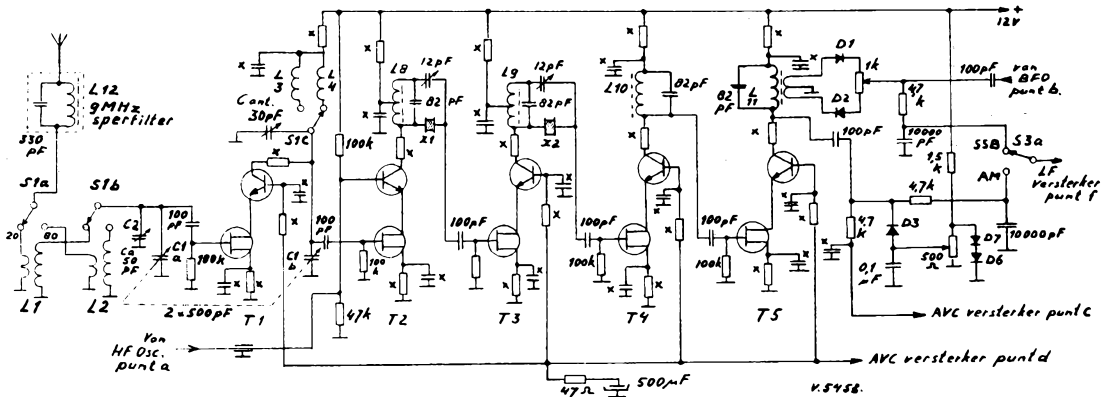 L12
9MHz
sperfilter
330
pF
S1a
S1b
20
80
L1
L2
C2
Ca
50
PF
C1
a
100
pF
100k
2 x 500pF
T1
Von
HF Osc.
punt a
x
L
3
L
4
C ant.
30pF
S1c
x
x
x
x
x
100
pF
C1
b
100k
47k
x
L8
12pF
82
pF
X1
x
100
k
x
x
T2
x
L9
12pF
82pF
X2
x
x
100pF
100k
x
x
T3
x
x
L10
82pF
x
x
x
100pF
100k
x
x
T4
x
x
82
PF
L
11
x
x
x
100pF
100k
x
x
T5
D1
D2
1k
100pF
100pF
van
BFO
punt b.
47
k
10000
PF
1,5
k
SSB
S3a
AM
LF
versterker
punt f
4,7k
4,7
k
D3
0,1
µF
500
Ω
D7
D6
10000pF
+
12V
47Ω
500µF
AVC versterker punt c
AVC versterker punt d
V.5458.